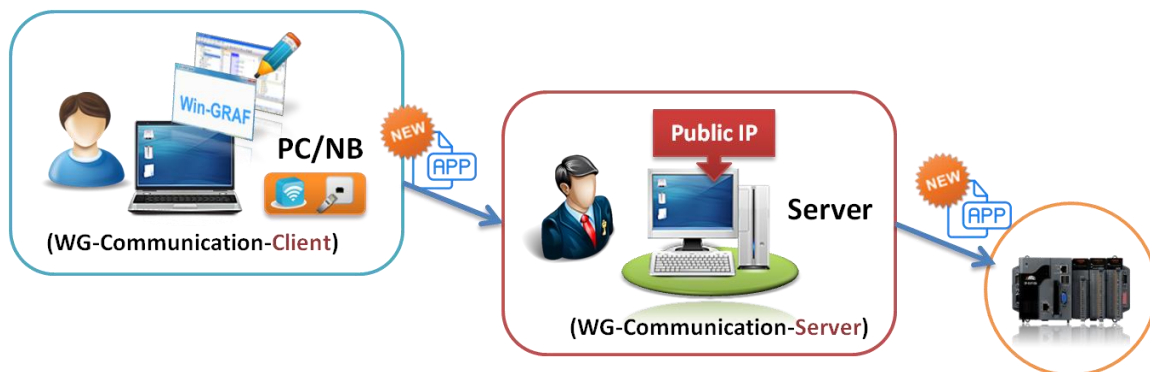 Win-GRAF
PC/NB
(WG-Communication-Client)
NEW
APP
Public IP
Server
(WG-Communication-Server)
NEW
APP